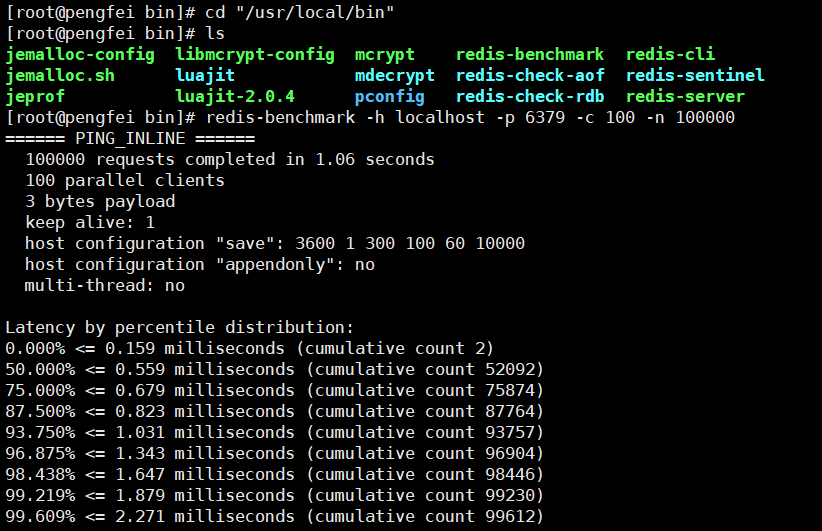 [root@pengfei bin]# cd "/usr/local/bin"
[root@pengfei bin]# ls
jemalloc-config  libmcrypt-config  mcrypt    redis-benchmark  redis-cli
jemalloc.sh      luajit            mdecrypt  redis-check-aof  redis-sentinel
jeprof           luajit-2.0.4      pconfig   redis-check-rdb  redis-server
[root@pengfei bin]# redis-benchmark -h localhost -p 6379 -c 100 -n 100000
====== PING_INLINE ======
  100000 requests completed in 1.06 seconds
  100 parallel clients
  3 bytes payload
  keep alive: 1
  host configuration "save": 3600 1 300 100 60 10000
  host configuration "appendonly": no
  multi-thread: no

Latency by percentile distribution:
0.000% <= 0.159 milliseconds (cumulative count 2)
50.000% <= 0.559 milliseconds (cumulative count 52092)
75.000% <= 0.679 milliseconds (cumulative count 75874)
87.500% <= 0.823 milliseconds (cumulative count 87764)
93.750% <= 1.031 milliseconds (cumulative count 93757)
96.875% <= 1.343 milliseconds (cumulative count 96904)
98.438% <= 1.647 milliseconds (cumulative count 98446)
99.219% <= 1.879 milliseconds (cumulative count 99230)
99.609% <= 2.271 milliseconds (cumulative count 99612)